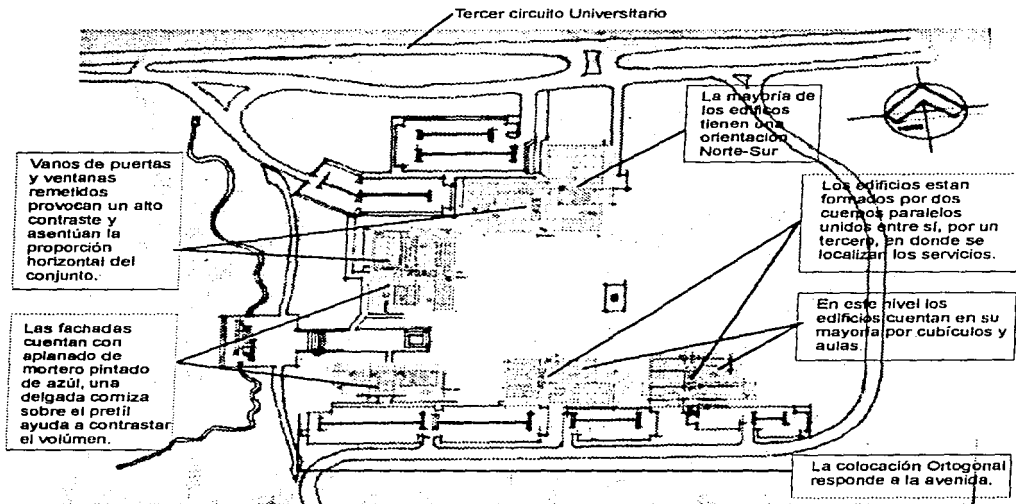 Tercer circuito Universitario
La mayoría de
los edificos
tienen una
orientación
Norte-Sur
Vanos de puertas
y ventanas
remetidos
provocan un alto
contraste y
asentúan la
proporción
horizontal del
conjunto.
Los edificios estan
formados por dos
cuerpos paralelos
unidos entre sí, por un
tercero, en donde se
localizan los servicios.
En este nivel los
edificios cuentan en su
mayoría por cubículos y
aulas.
Las fachadas
cuentan con
aplanado de
mortero pintado
de azúl, una
delgada corniza
sobre el pretil
ayuda a contrastar
el volúmen.
La colocación Ortogonal
responde a la avenida.